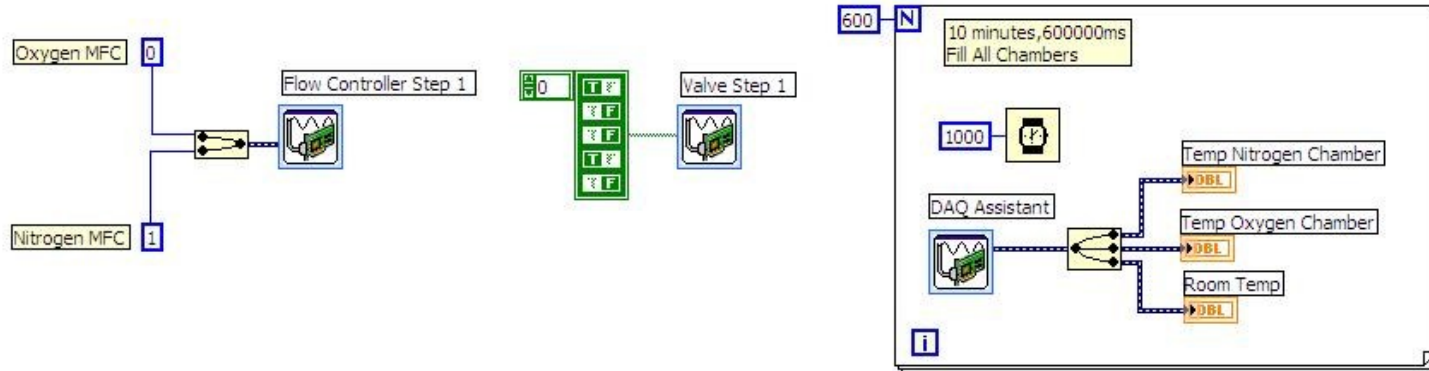 Oxygen MFC
0
Nitrogen MFC
1
Flow Controller Step 1
0
T
F
F
T
F
Valve Step 1
600
N
10 minutes,600000ms
Fill All Chambers
1000
DAQ Assistant
Temp Nitrogen Chamber
DBL
Temp Oxygen Chamber
DBL
Room Temp
DBL
i